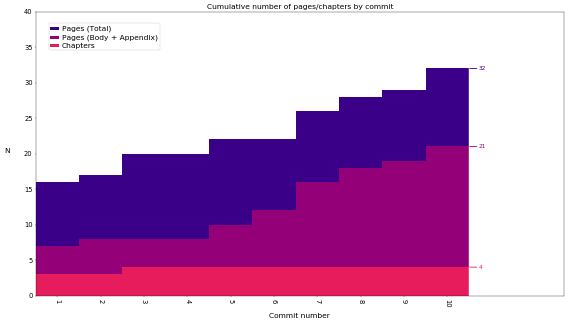 Cumulative number of pages/chapters by commit
Pages (Total)
Pages (Body + Appendix)
Chapters
N
40
35
30
25
20
15
10
5
0
32
21
4
1 2 3 4 5 6 7 8 9 10
Commit number